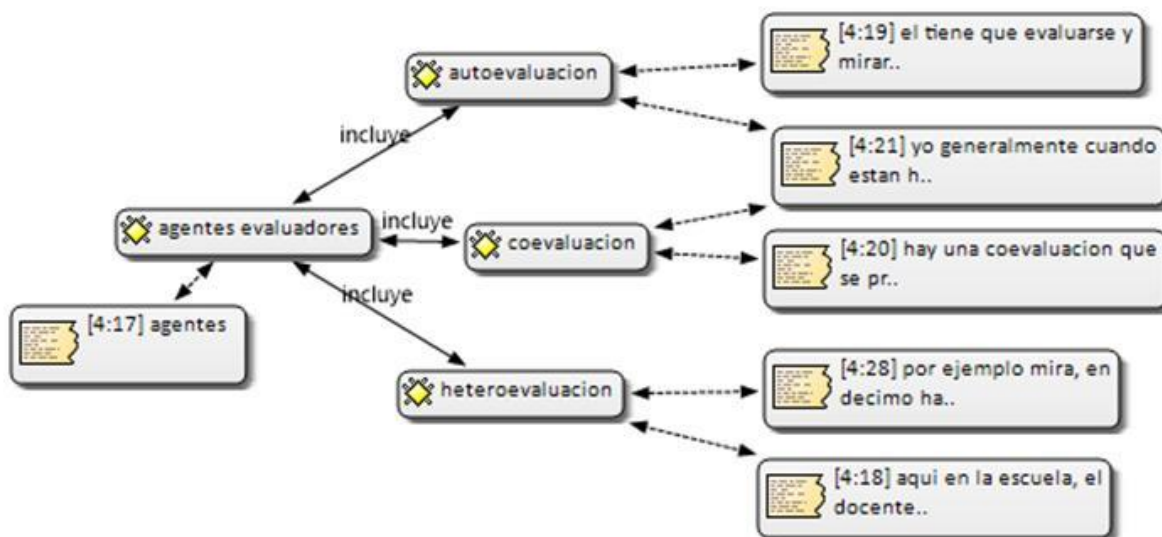 [4:19] el tiene que evaluarse y
mirar..
autoevaluacion
incluye
[4:21] yo generalmente cuando
estan h..
agentes evaluadores
incluye
coevaluacion
[4:20] hay una coevaluacion que
se pr..
incluye
[4:17] agentes
heteroevaluacion
[4:28] por ejemplo mira, en
decimo ha..
[4:18] aqui en la escuela, el
docente..